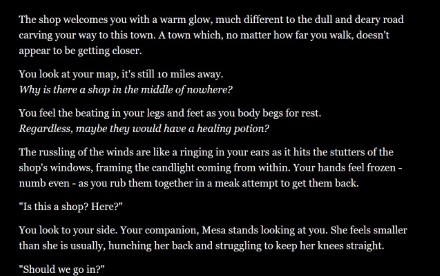 The shop welcomes you with a warm glow, much different to the dull and deary road
carving your way to this town. A town which, no matter how far you walk, doesn't
appear to be getting closer.
You look at your map, it's still 10 miles away.
Why is there a shop in the middle of nowhere?
You feel the beating in your legs and feet as you body begs for rest.
Regardless, maybe they would have a healing potion?
The russling of the winds are like a ringing in your ears as it hits the stutters of the
shop's windows, framing the candlight coming from within. Your hands feel frozen -
numb even - as you rub them together in a meak attempt to get them back.
"Is this a shop? Here?"
You look to your side. Your companion, Mesa stands looking at you. She feels smaller
than she is usually, hunching her back and struggling to keep her knees straight.
"Should we go in?"